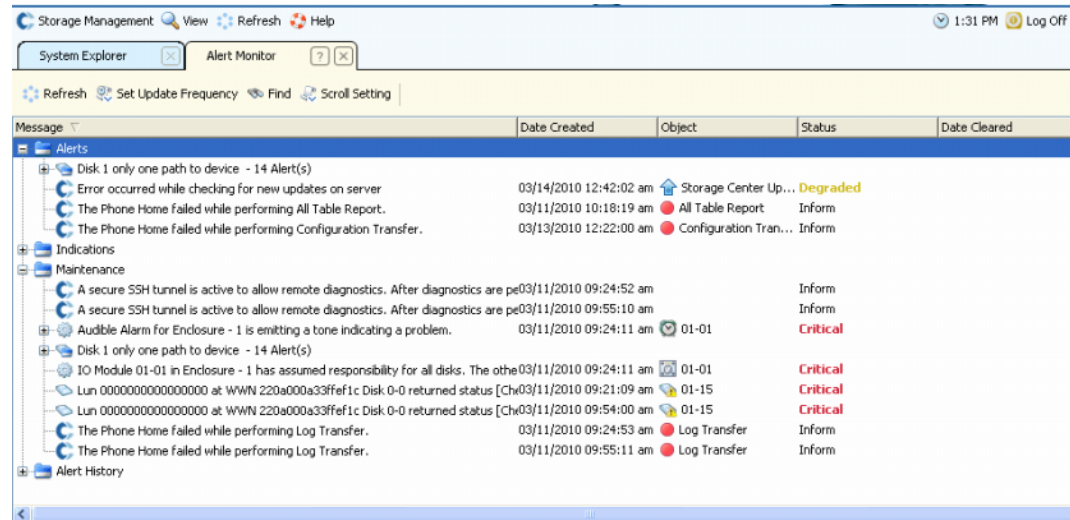 Storage Management View Refresh Help 1:31 PM Log Off
System Explorer Alert Monitor ?
Refresh Set Update Frequency Find Scroll Setting
Message Date Created Object Status Date Cleared
Alerts
Disk 1 only one path to device - 14 Alert(s)
Error occurred while checking for new updates on server 03/14/2010 12:42:02 am Storage Center Up... Degraded
The Phone Home failed while performing All Table Report. 03/11/2010 10:18:19 am All Table Report Inform
The Phone Home failed while performing Configuration Transfer. 03/13/2010 12:22:00 am Configuration Tran... Inform
Indications
Maintenance
A secure SSH tunnel is active to allow remote diagnostics. After diagnostics are pe 03/11/2010 09:24:52 am Inform
A secure SSH tunnel is active to allow remote diagnostics. After diagnostics are pe 03/11/2010 09:55:10 am Inform
Audible Alarm for Enclosure - 1 is emitting a tone indicating a problem. 03/11/2010 09:24:11 am 01-01 Critical
Disk 1 only one path to device - 14 Alert(s)
IO Module 01-01 in Enclosure - 1 has assumed responsibility for all disks. The othe 03/11/2010 09:24:11 am 01-01 Critical
Lun 0000000000000000 at WWN 220a000a33ffef1c Disk 0-0 returned status [Che 03/11/2010 09:21:09 am 01-15 Critical
Lun 0000000000000000 at WWN 220a000a33ffef1c Disk 0-0 returned status [Che 03/11/2010 09:54:00 am 01-15 Critical
The Phone Home failed while performing Log Transfer. 03/11/2010 09:24:53 am Log Transfer Inform
The Phone Home failed while performing Log Transfer. 03/11/2010 09:55:11 am Log Transfer Inform
Alert History